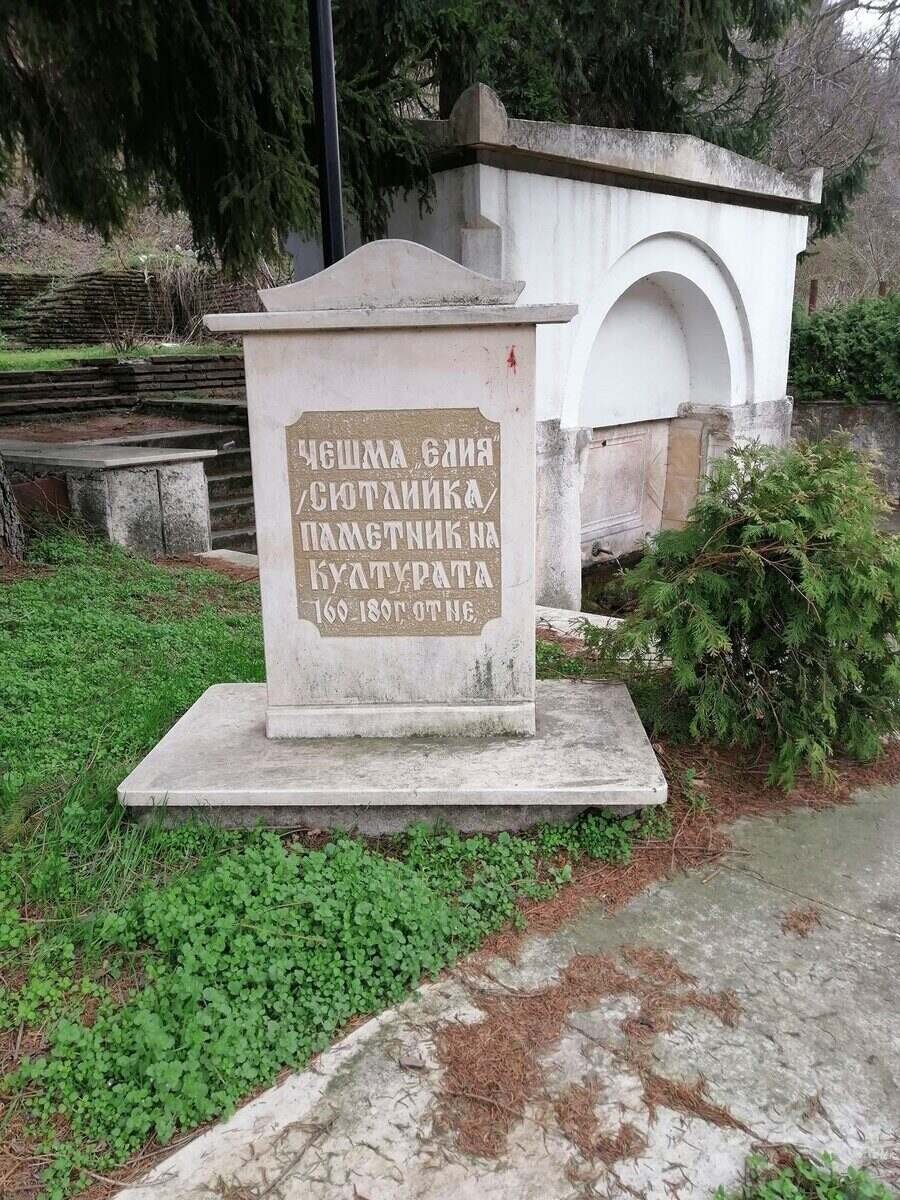 ЧЕШМА „ЕЛИЯ"
/СЮТЛИЙКА/
ПАМЕТНИК НА
КУЛТУРАТА
160-180г. ОТ НЕ.